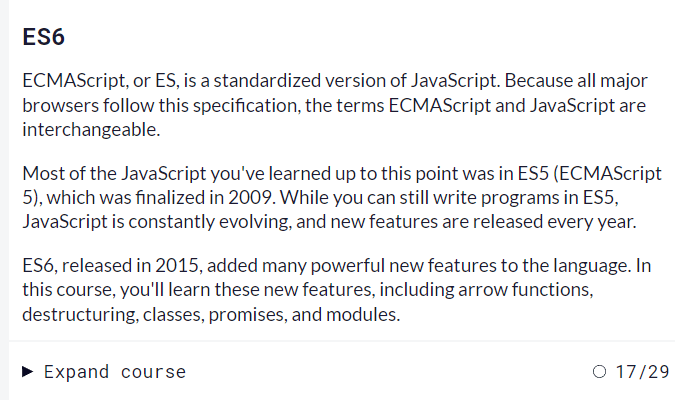 ES6
ECMAScript, or ES, is a standardized version of JavaScript. Because all major
browsers follow this specification, the terms ECMAScript and JavaScript are
interchangeable.
Most of the JavaScript you've learned up to this point was in ES5 (ECMAScript
5), which was finalized in 2009. While you can still write programs in ES5,
JavaScript is constantly evolving, and new features are released every year.
ES6, released in 2015, added many powerful new features to the language. In
this course, you'll learn these new features, including arrow functions,
destructuring, classes, promises, and modules.
Expand course 17/29